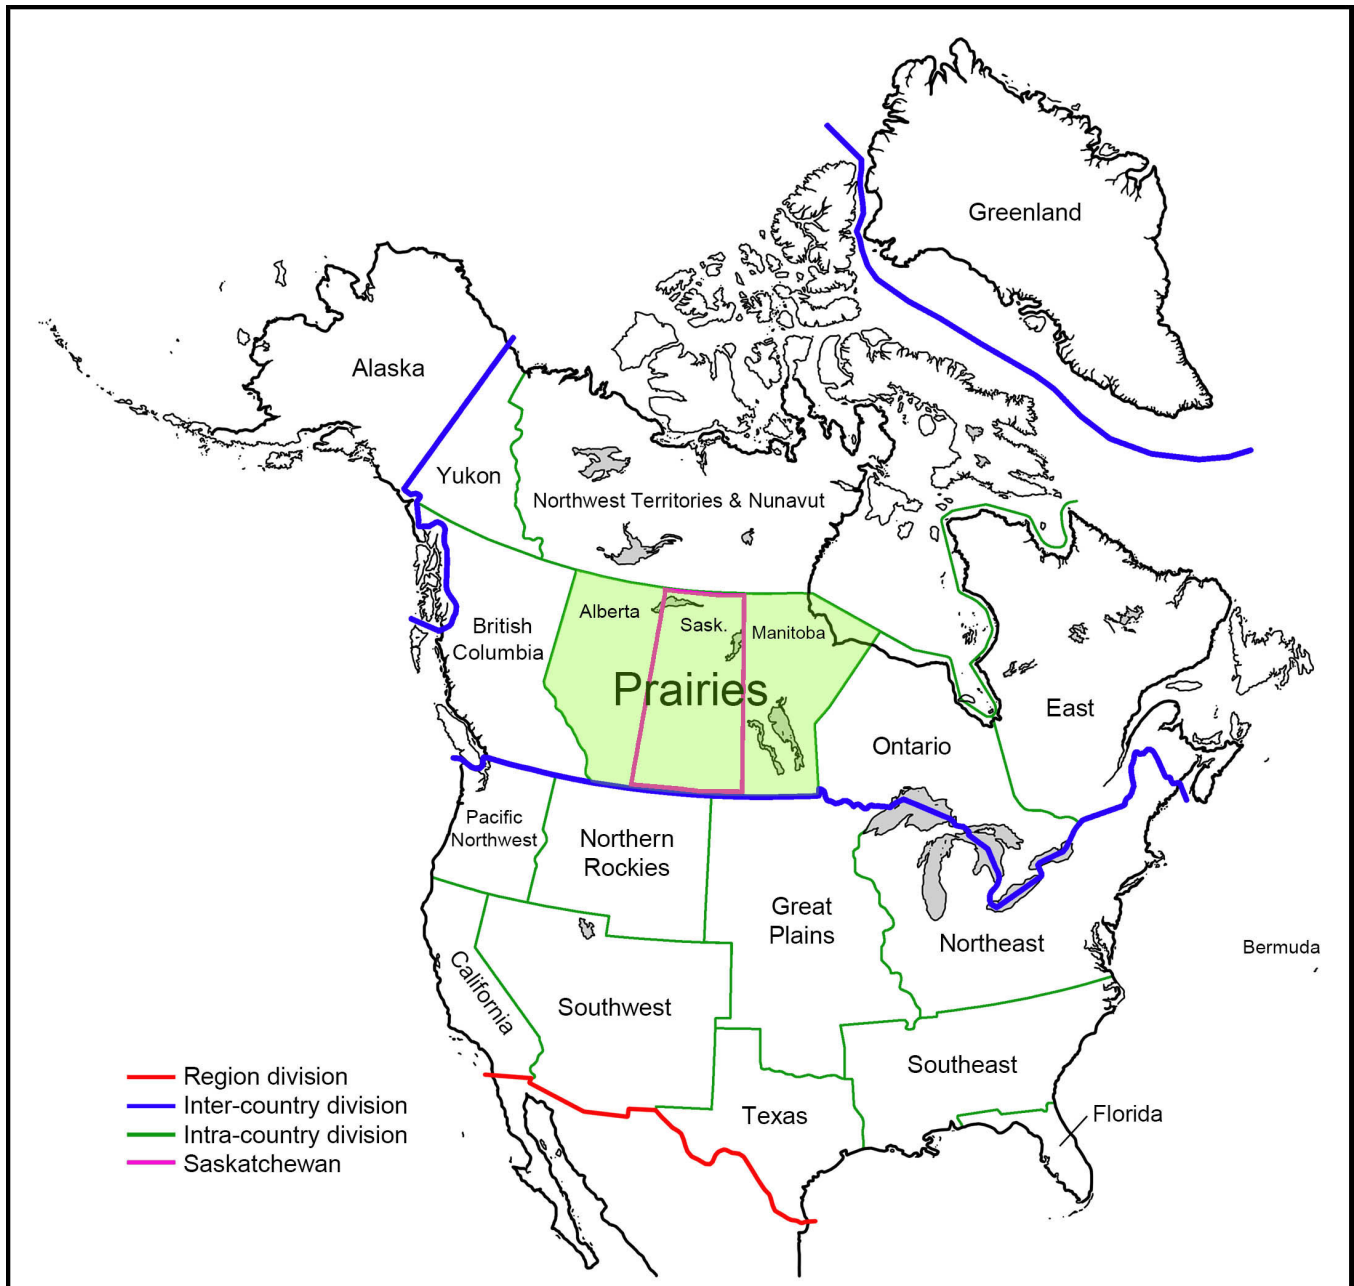 Greenland
Alaska
Yukon
Northwest Territories & Nunavut
Alberta
Sask.
Manitoba
British
Columbia
Prairies
East
Ontario
Pacific
Northwest
Northern
Rockies
Great
Plains
Northeast
Bermuda
California
Southwest
Southeast
Texas
Florida
Region division
Inter-country division
Intra-country division
Saskatchewan